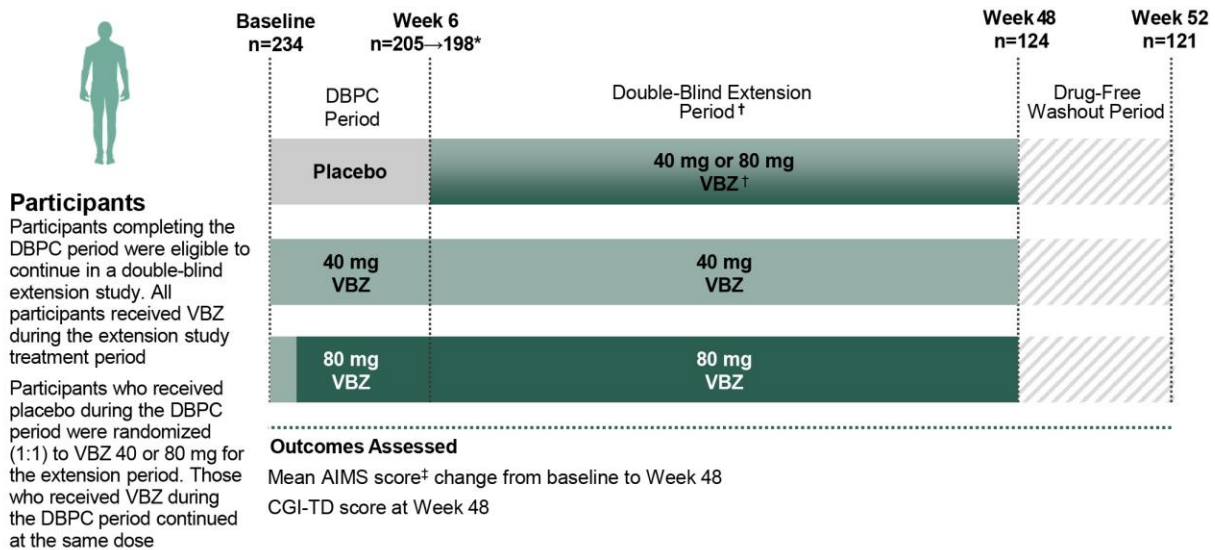 Baseline
n=234
Week 6
n=205→198*
Week 48
n=124
Week 52
n=121
DBPC
Period
Double-Blind Extension
Period†
Drug-Free
Washout Period
Placebo
40 mg or 80 mg
VBZ†
40 mg
VBZ
40 mg
VBZ
80 mg
VBZ
80 mg
VBZ
Participants
Participants completing the
DBPC period were eligible to
continue in a double-blind
extension study. All
participants received VBZ
during the extension study
treatment period
Participants who received
placebo during the DBPC
period were randomized
(1:1) to VBZ 40 or 80 mg for
the extension period. Those
who received VBZ during
the DBPC period continued
at the same dose
Outcomes Assessed
Mean AIMS score‡ change from baseline to Week 48
CGI-TD score at Week 48